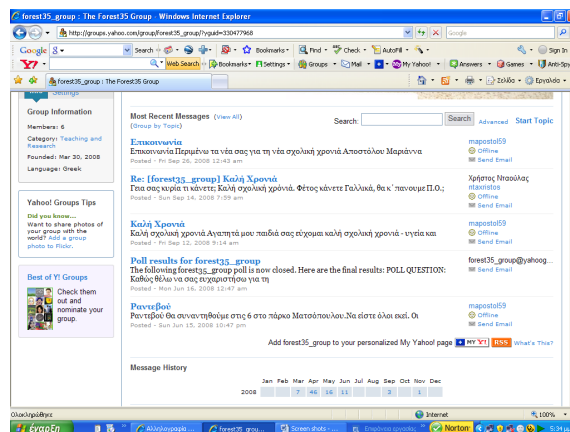 forest35_group : The Forest35 Group - Windows Internet Explorer
http://groups.yahoo.com/group/forest35_group/?yguid=330477968
Google
Google Search Bookmarks Find Check AutoFill Sign In
Y! Web Search Bookmarks Settings Groups Mail My Yahoo! Answers Games Anti-Spy
forest35_group : The Forest35 Group Σελίδα Εργαλεία
Settings
Group Information
Members: 6
Category: Teaching and Research
Founded: Mar 30, 2008
Language: Greek
Yahoo! Groups Tips
Did you know...
Want to share photos of your group with the world? Add a group photo to Flickr.
Best of Y! Groups
Check them out and nominate your group.
Most Recent Messages (View All)
(Group by Topic)
Search: Search Advanced Start Topic
Επικοινωνία
Επικοινωνία Περιμένω τα νέα σας για τη νέα σχολική χρονιά Αποστόλου Μαριάννα
Posted - Fri Sep 26, 2008 12:43 am
mapostol59
Offline
Send Email
Re: [forest35_group] Καλή Χρονιά
Γεια σας κυρία τι κάνετε; Καλή σχολική χρόνιά. Φέτος κάνετε Γαλλικά, θα κ΄ πανουμε Π.Ο.;
Posted - Sun Sep 14, 2008 7:59 am
Χρήστος Νταούλας
ntaxristos
Offline
Send Email
Καλή Χρονιά
Καλή σχολική χρονιά Αγαπητά μου παιδιά σας εύχομαι καλή σχολική χρονιά - υγεία και
Posted - Fri Sep 12, 2008 9:14 am
mapostol59
Offline
Send Email
Poll results for forest35_group
The following forest35_group poll is now closed. Here are the final results: POLL QUESTION:
Καθώς θέλω να σας ευχαριστήσω για τη
Posted - Mon Jun 16, 2008 12:47 am
forest35_group@yahoog...
Send Email
Ραντεβού
Ραντεβού Θα συναντηθούμε στις 6 στο πάρκο Ματσόπουλου.Να είστε όλοι εκεί. Οι
Posted - Sun Jun 15, 2008 10:47 pm
mapostol59
Offline
Send Email
Add forest35_group to your personalized My Yahoo! page MY Y! RSS What's This?
Message History
Jan Feb Mar Apr May Jun Jul Aug Sep Oct Nov Dec
2008 7 46 16 11 3 1
Ολοκληρώθηκε Internet 100%
έναρξη Αλληλογραφία ... forest35_grou... Screen shots - ... Επιφάνεια εργασίας Norton 5:34 μμ